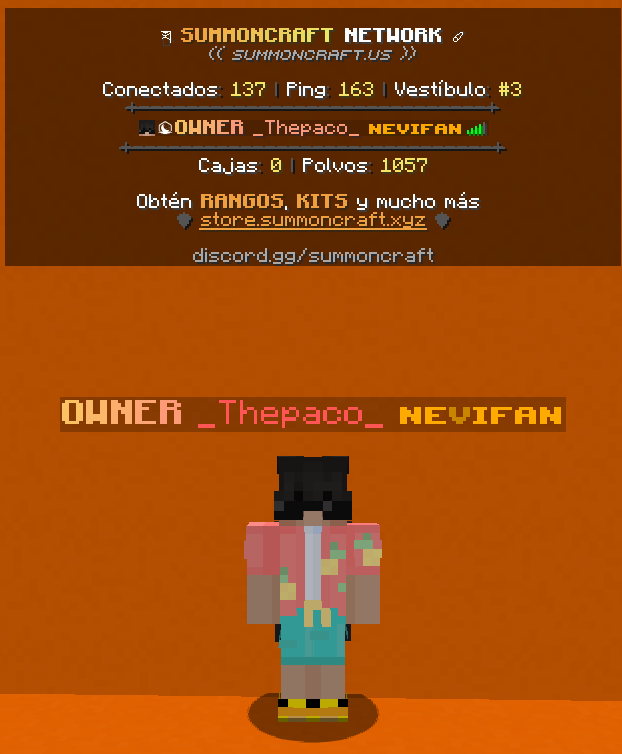 SUMMONCRAFT NETWORK
(( SUMMONCRAFT.US ))
Conectados: 137 | Ping: 163 | Vestíbulo: #3
OWNER _Thepaco_ NEVIFAN
Cajas: 0 | Polvos: 1057
Obtén RANGOS, KITS y mucho más
store.summoncraft.xyz
discord.gg/summoncraft
OWNER _Thepaco_ NEVIFAN